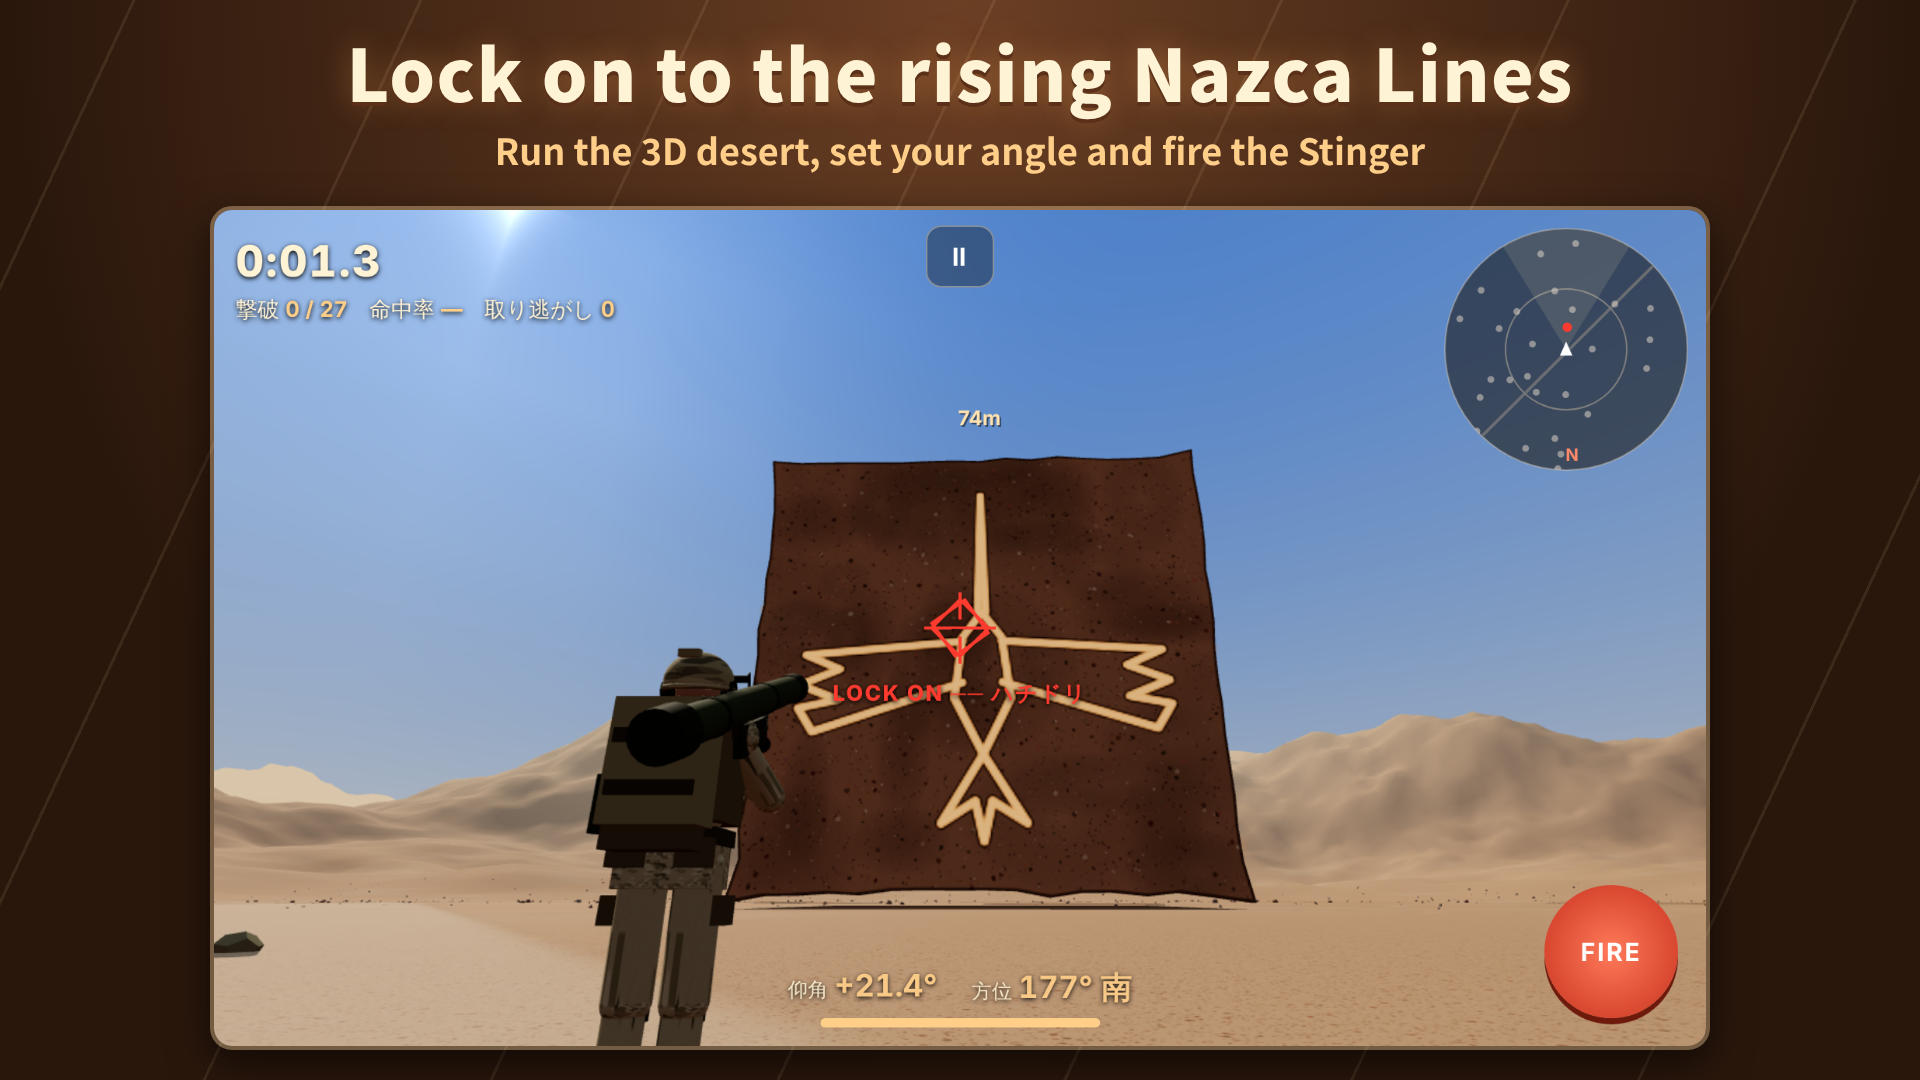 Lock on to the rising Nazca Lines
Run the 3D desert, set your angle and fire the Stinger
0:01.3
撃破 0 / 27 命中率 — 取り逃がし 0
74m
N
LOCK ON ── ハチドリ
FIRE
仰角 +21.4° 方位 177° 南